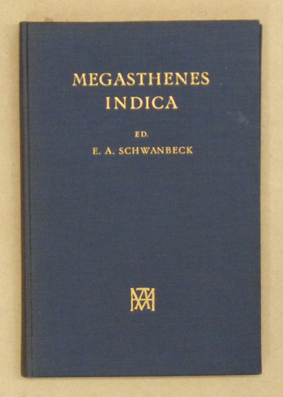 MEGASTHENES
INDICA
ED.
E. A. SCHWANBECK